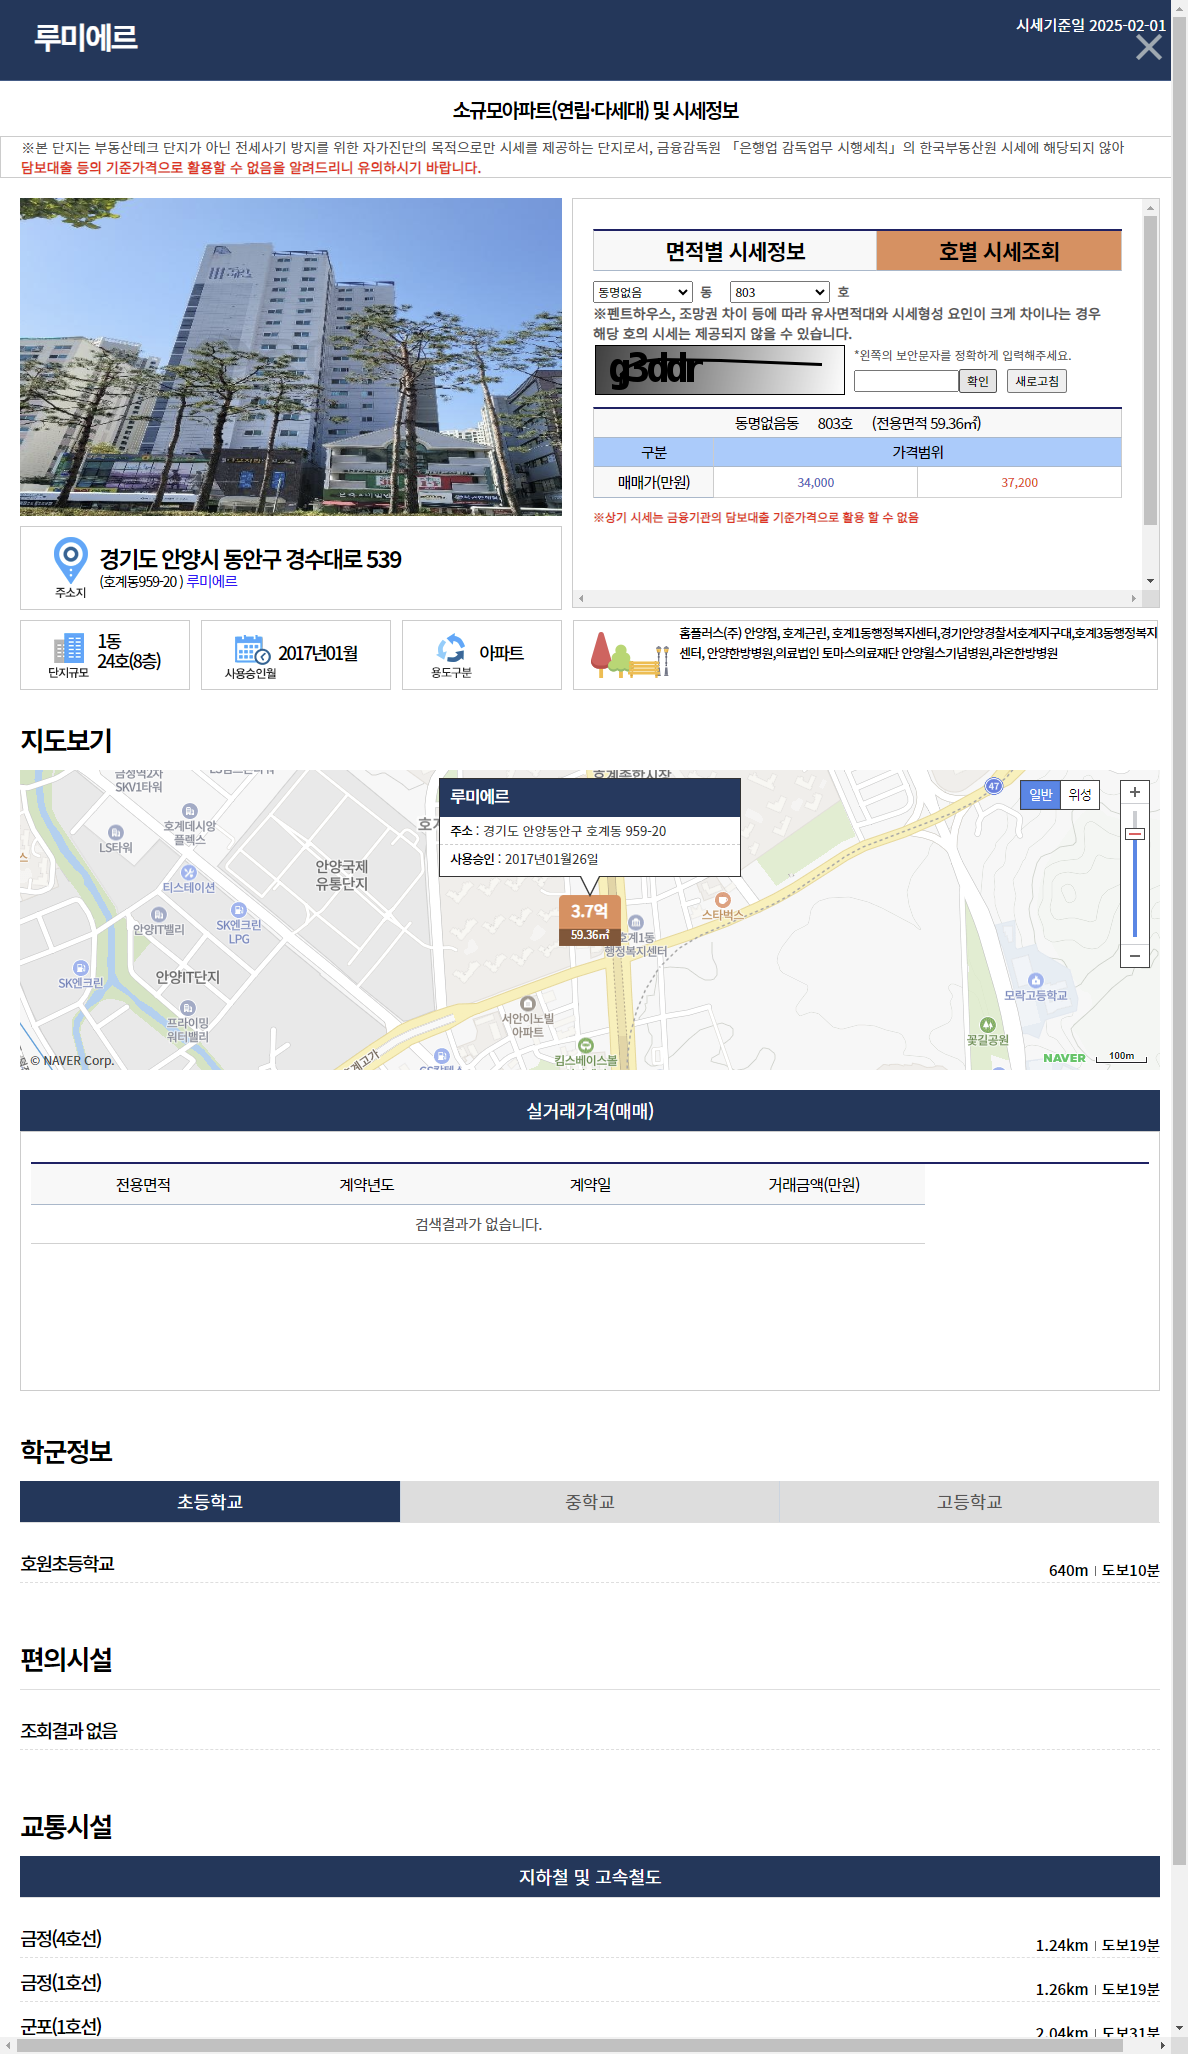 루미에르
시세기준일 2025-02-01
소규모아파트(연립·다세대) 및 시세정보
※본 단지는 부동산테크 단지가 아닌 전세사기 방지를 위한 자가진단의 목적으로만 시세를 제공하는 단지로서, 금융감독원 「은행업 감독업무 시행세칙」의 한국부동산원 시세에 해당되지 않아
담보대출 등의 기준가격으로 활용할 수 없음을 알려드리니 유의하시기 바랍니다.
면적별 시세정보 호별 시세조회
동명없음 동 803 호
※펜트하우스, 조망권 차이 등에 따라 유사면적대와 시세형성 요인이 크게 차이나는 경우
해당 호의 시세는 제공되지 않을 수 있습니다.
g3ddr
*왼쪽의 보안문자를 정확하게 입력해주세요.
확인 새로고침
동명없음동 803호 (전용면적 59.36㎡)
구분 가격범위
매매가(만원) 34,000 37,200
※상기 시세는 금융기관의 담보대출 기준가격으로 활용 할 수 없음
주소지
경기도 안양시 동안구 경수대로 539
(호계동959-20 ) 루미에르
단지규모
1동
24호(8층)
사용승인월
2017년01월
용도구분
아파트
홈플러스(주) 안양점, 호계근린, 호계1동행정복지센터,경기안양경찰서호계지구대,호계3동행정복지
센터, 안양한방병원,의료법인 토마스의료재단 안양윌스기념병원,라온한방병원
지도보기
금정역2차
SKV1타워
호계데시앙
플렉스
LS타워
티스테이션
안양IT밸리
SK엔크린
LPG
안양국제
유통단지
SK엔크린
안양IT단지
프라이밍
워터밸리
© NAVER Corp.
호계종합시장
루미에르
주소 : 경기도 안양동안구 호계동 959-20
사용승인 : 2017년01월26일
3.7억
59.36㎡
호계1동
행정복지센터
스타벅스
서안이노빌
아파트
킴스베이스볼
호계고가
47
일반 위성
모락고등학교
꽃길공원
NAVER 100m
실거래가격(매매)
전용면적 계약년도 계약일 거래금액(만원)
검색결과가 없습니다.
학군정보
초등학교 중학교 고등학교
호원초등학교 640m 도보10분
편의시설
조회결과 없음
교통시설
지하철 및 고속철도
금정(4호선) 1.24km 도보19분
금정(1호선) 1.26km 도보19분
군포(1호선) 2.04km 도보31분